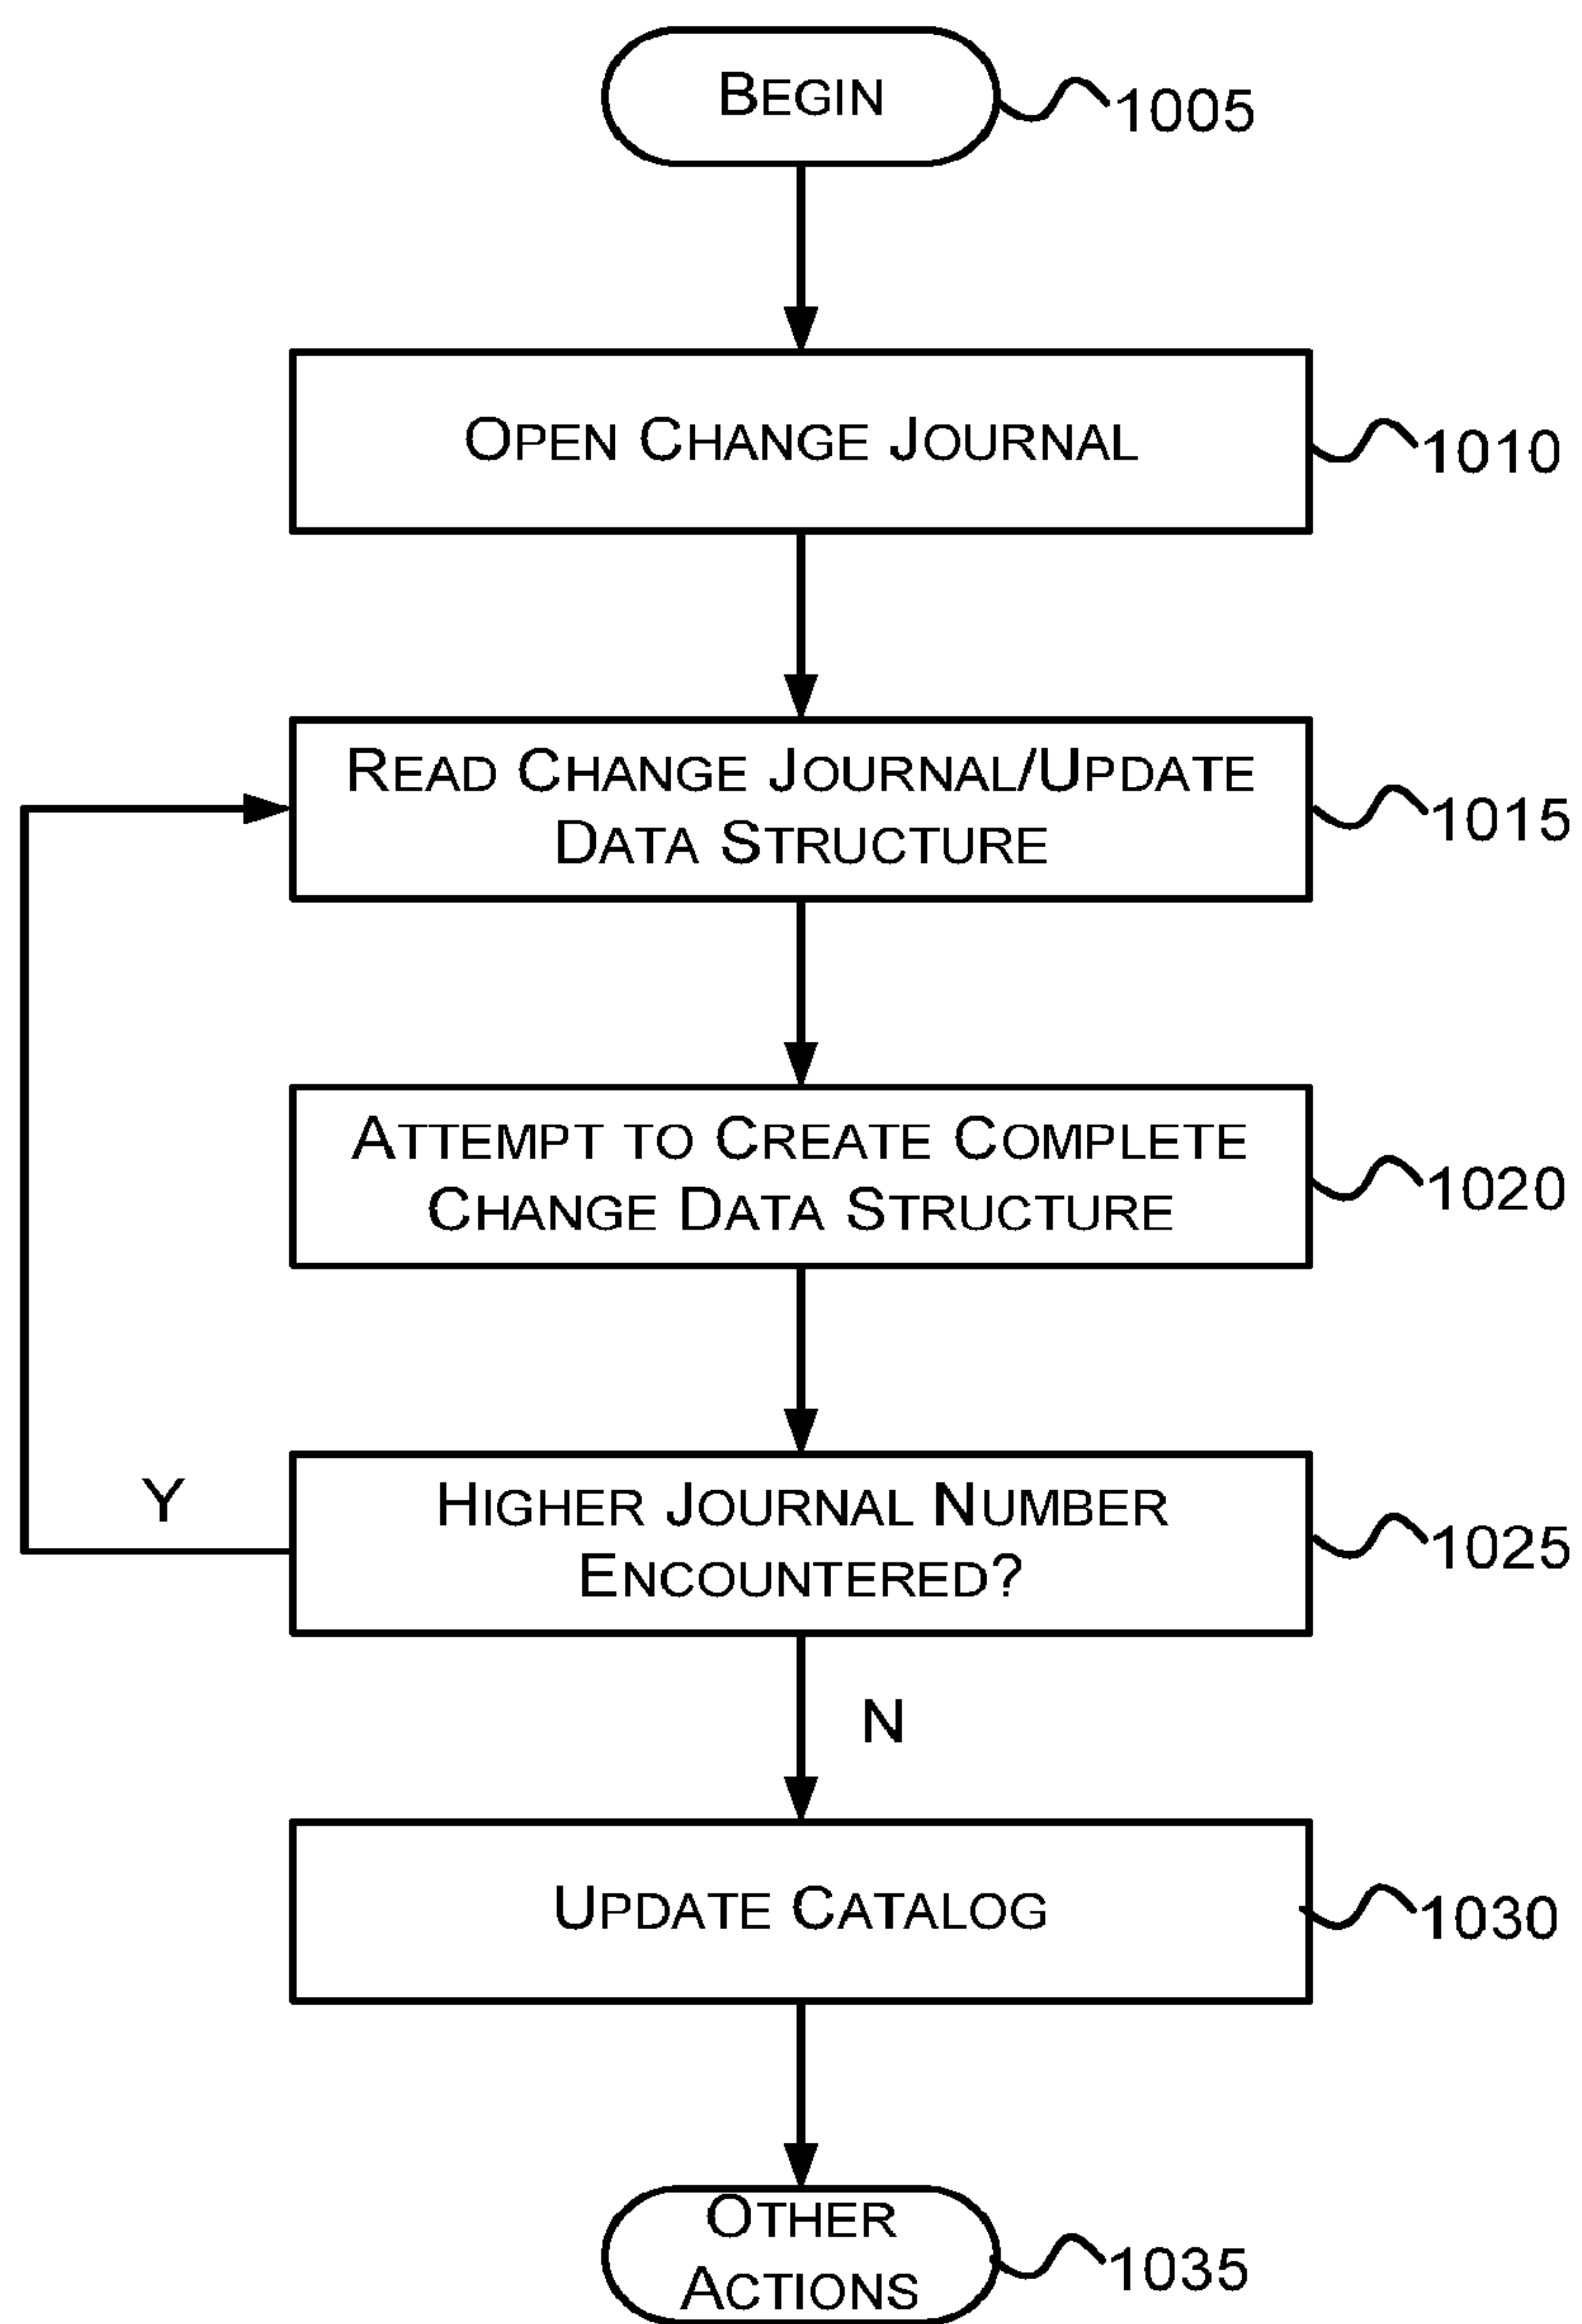 BEGIN
1005
OPEN CHANGE JOURNAL
1010
READ CHANGE JOURNAL/UPDATE
DATA STRUCTURE
1015
ATTEMPT TO CREATE COMPLETE
CHANGE DATA STRUCTURE
1020
HIGHER JOURNAL NUMBER
ENCOUNTERED?
1025
Y
N
UPDATE CATALOG
1030
OTHER
ACTIONS
1035